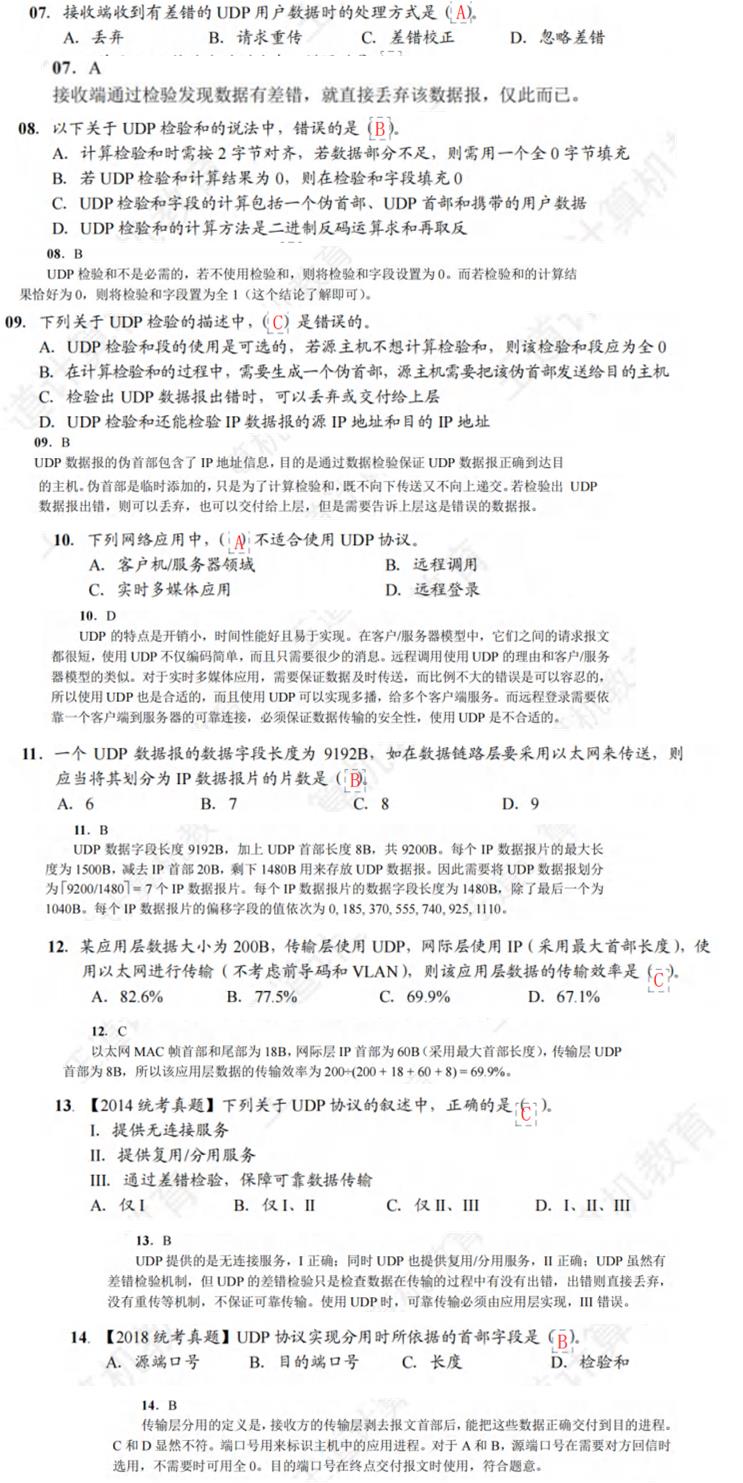 07. 接收端收到有差错的 UDP 用户数据时的处理方式是（A）。
A. 丢弃 B. 请求重传 C. 差错校正 D. 忽略差错
07. A
接收端通过检验发现数据有差错，就直接丢弃该数据报，仅此而已。
08. 以下关于 UDP 检验和的说法中，错误的是（B）。
A. 计算检验和时需按 2 字节对齐，若数据部分不足，则需用一个全 0 字节填充
B. 若 UDP 检验和计算结果为 0，则在检验和字段填充 0
C. UDP 检验和字段的计算包括一个伪首部、UDP 首部和携带的用户数据
D. UDP 检验和的计算方法是二进制反码运算求和再取反
08. B
UDP 检验和不是必需的，若不使用检验和，则将检验和字段设置为 0。而若检验和的计算结
果恰好为 0，则将检验和字段置为全 1（这个结论了解即可）。
09. 下列关于 UDP 检验的描述中，（C）是错误的。
A. UDP 检验和段的使用是可选的，若源主机不想计算检验和，则该检验和段应为全 0
B. 在计算检验和的过程中，需要生成一个伪首部，源主机需要把该伪首部发送给目的主机
C. 检验出 UDP 数据报出错时，可以丢弃或交付给上层
D. UDP 检验和还能检验 IP 数据报的源 IP 地址和目的 IP 地址
09. B
UDP 数据报的伪首部包含了 IP 地址信息，目的是通过数据检验保证 UDP 数据报正确到达目
的主机。伪首部是临时添加的，只是为了计算检验和，既不向下传送又不向上递交。若检验出 UDP
数据报出错，则可以丢弃，也可以交付给上层，但是需要告诉上层这是错误的数据报。
10. 下列网络应用中，（A）不适合使用 UDP 协议。
A. 客户机/服务器领域 B. 远程调用
C. 实时多媒体应用 D. 远程登录
10. D
UDP 的特点是开销小，时间性能好且易于实现。在客户/服务器模型中，它们之间的请求报文
都很短，使用 UDP 不仅编码简单，而且只需要很少的消息。远程调用使用 UDP 的理由和客户/服务
器模型的类似。对于实时多媒体应用，需要保证数据及时传送，而比例不大的错误是可以容忍的，
所以使用 UDP 也是合适的，而且使用 UDP 可以实现多播，给多个客户端服务。而远程登录需要依
靠一个客户端到服务器的可靠连接，必须保证数据传输的安全性，使用 UDP 是不合适的。
11. 一个 UDP 数据报的数据字段长度为 9192B，如在数据链路层要采用以太网来传送，则
应当将其划分为 IP 数据报片的片数是（B）。
A. 6 B. 7 C. 8 D. 9
11. B
UDP 数据字段长度 9192B，加上 UDP 首部长度 8B，共 9200B。每个 IP 数据报片的最大长
度为 1500B，减去 IP 首部 20B，剩下 1480B 用来存放 UDP 数据报。因此需要将 UDP 数据报划分
为⌈9200/1480⌉= 7 个 IP 数据报片。每个 IP 数据报片的数据字段长度为 1480B，除了最后一个为
1040B。每个 IP 数据报片的偏移字段的值依次为 0, 185, 370, 555, 740, 925, 1110。
12. 某应用层数据大小为 200B，传输层使用 UDP，网际层使用 IP（采用最大首部长度），使
用以太网进行传输（不考虑前导码和 VLAN），则该应用层数据的传输效率是（C）。
A. 82.6% B. 77.5% C. 69.9% D. 67.1%
12. C
以太网 MAC 帧首部和尾部为 18B，网际层 IP 首部为 60B（采用最大首部长度），传输层 UDP
首部为 8B，所以该应用层数据的传输效率为 200÷(200 + 18 + 60 + 8) = 69.9%。
13. 【2014 统考真题】下列关于 UDP 协议的叙述中，正确的是（C）。
I. 提供无连接服务
II. 提供复用/分用服务
III. 通过差错检验，保障可靠数据传输
A. 仅 I B. 仅 I、II C. 仅 II、III D. I、II、III
13. B
UDP 提供的是无连接服务，I 正确；同时 UDP 也提供复用/分用服务，II 正确；UDP 虽然有
差错检验机制，但 UDP 的差错检验只是检查数据在传输的过程中有没有出错，出错则直接丢弃，
没有重传等机制，不保证可靠传输。使用 UDP 时，可靠传输必须由应用层实现，III 错误。
14. 【2018 统考真题】UDP 协议实现分用时所依据的首部字段是（B）。
A. 源端口号 B. 目的端口号 C. 长度 D. 检验和
14. B
传输层分用的定义是，接收方的传输层剥去报文首部后，能把这些数据正确交付到目的进程。
C 和 D 显然不符。端口号用来标识主机中的应用进程。对于 A 和 B，源端口号在需要对方回信时
选用，不需要时可用全 0。目的端口号在终点交付报文时使用，符合题意。